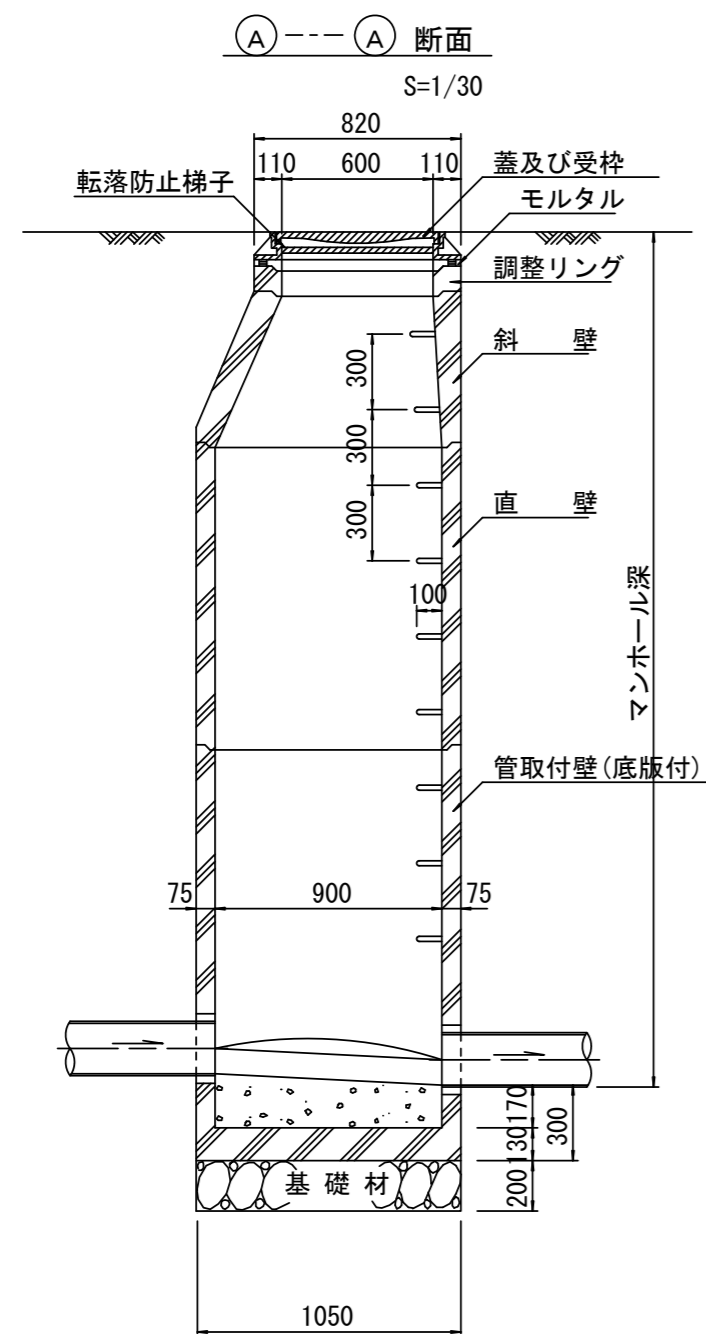 A A 断面
S=1/30
820
110 600 110
転落防止梯子
蓋及び受枠
モルタル
調整リング
斜 壁
300
300
300
直 壁
100
マンホール深
管取付壁(底版付)
75 900 75
170
130
300
200
基礎材
1050